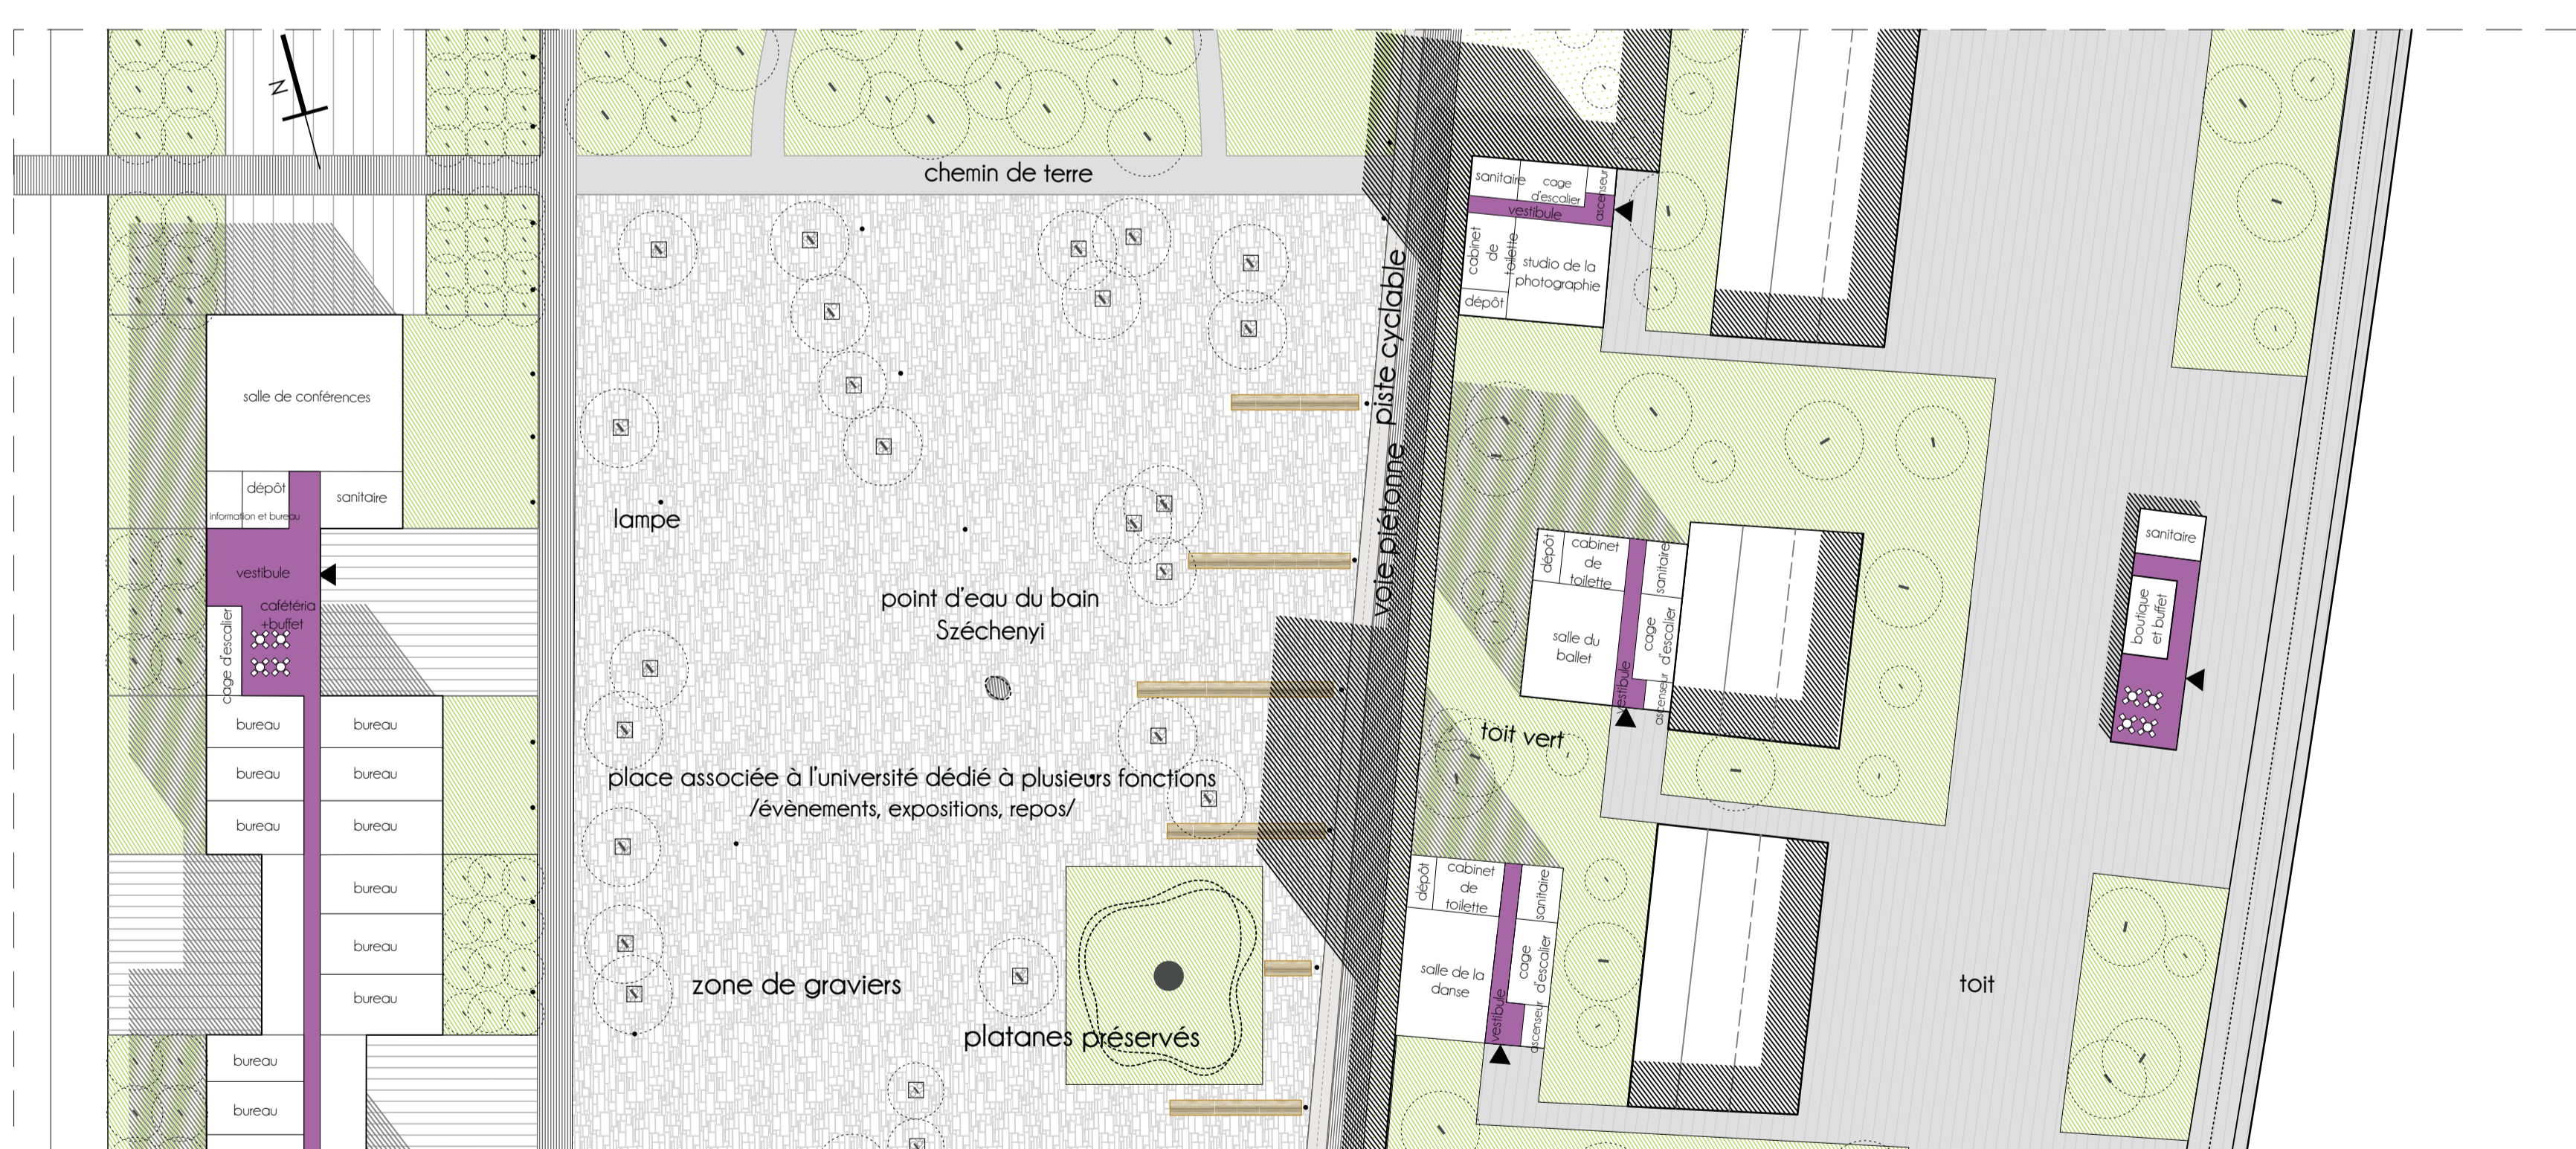 N
chemin de terre
salle de conférences
dépôt
information et bureau
sanitaire
vestibule
cafétéria
+buffet
cage d'escalier
bureau
bureau
bureau
bureau
bureau
bureau
bureau
bureau
bureau
bureau
bureau
lampe
point d'eau du bain
Széchenyi
place associée à l'université dédié à plusieurs fonctions
/évènements, expositions, repos/
zone de graviers
platanes préservés
voie piétonne
piste cyclable
sanitaire
cage
d'escalier
ascenseur
vestibule
cabinet
de
toilette
studio de la
photographie
dépôt
dépôt
cabinet
de
toilette
sanitaire
salle du
ballet
vestibule
cage
d'escalier
ascenseur
toit vert
dépôt
cabinet
de
toilette
sanitaire
salle de la
danse
vestibule
cage
d'escalier
ascenseur
toit
sanitaire
boutique
et buffet